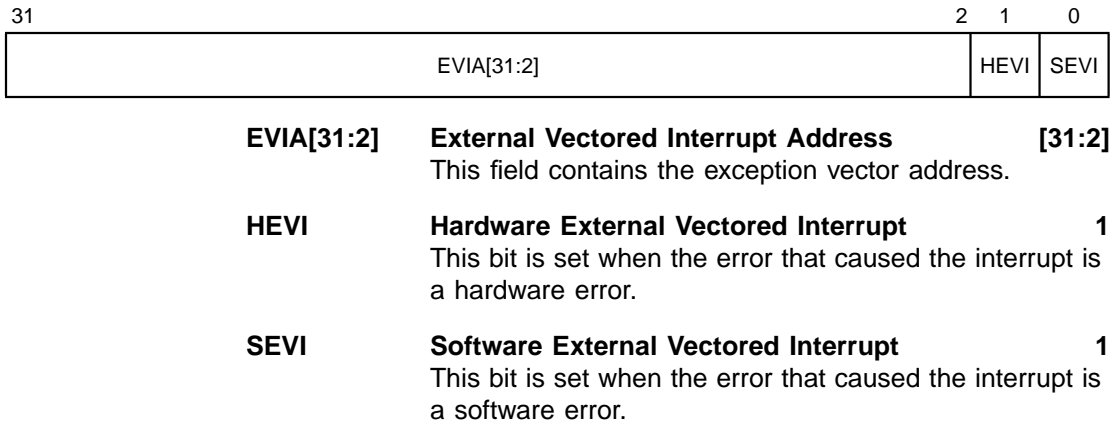 31 2 1 0
EVIA[31:2] HEVI SEVI
EVIA[31:2] External Vectored Interrupt Address [31:2]
This field contains the exception vector address.
HEVI Hardware External Vectored Interrupt 1
This bit is set when the error that caused the interrupt is
a hardware error.
SEVI Software External Vectored Interrupt 1
This bit is set when the error that caused the interrupt is
a software error.